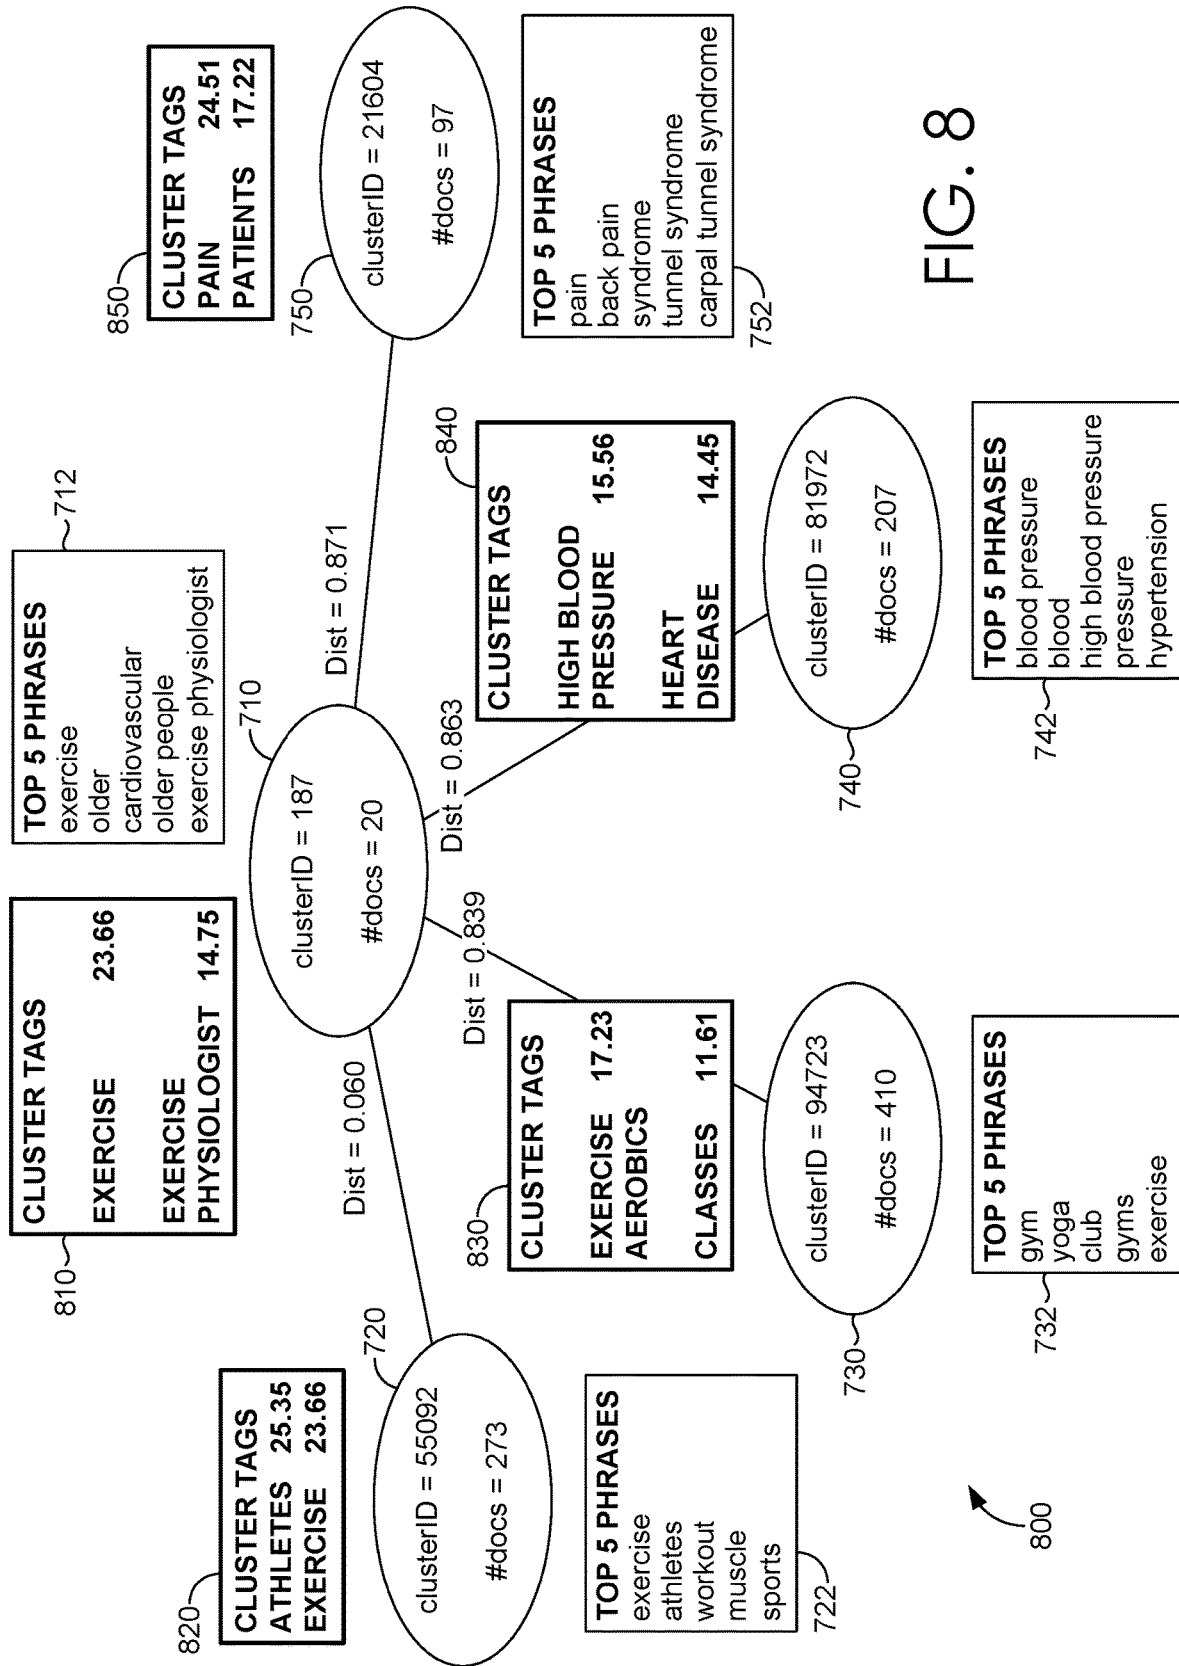 810
CLUSTER TAGS
EXERCISE 23.66
EXERCISE
PHYSIOLOGIST 14.75
712
TOP 5 PHRASES
exercise
older
cardiovascular
older people
exercise physiologist
710
clusterID = 187
#docs = 20
Dist = 0.060
Dist = 0.839
Dist = 0.863
Dist = 0.871
820
CLUSTER TAGS
ATHLETES 25.35
EXERCISE 23.66
720
clusterID = 55092
#docs = 273
TOP 5 PHRASES
exercise
athletes
workout
muscle
sports
722
830
CLUSTER TAGS
EXERCISE 17.23
AEROBICS
CLASSES 11.61
clusterID = 94723
#docs = 410
730
TOP 5 PHRASES
gym
yoga
club
gyms
exercise
732
840
CLUSTER TAGS
HIGH BLOOD
PRESSURE 15.56
HEART
DISEASE 14.45
clusterID = 81972
#docs = 207
740
TOP 5 PHRASES
blood pressure
blood
high blood pressure
pressure
hypertension
742
850
CLUSTER TAGS
PAIN 24.51
PATIENTS 17.22
750
clusterID = 21604
#docs = 97
TOP 5 PHRASES
pain
back pain
syndrome
tunnel syndrome
carpal tunnel syndrome
752
800
FIG. 8